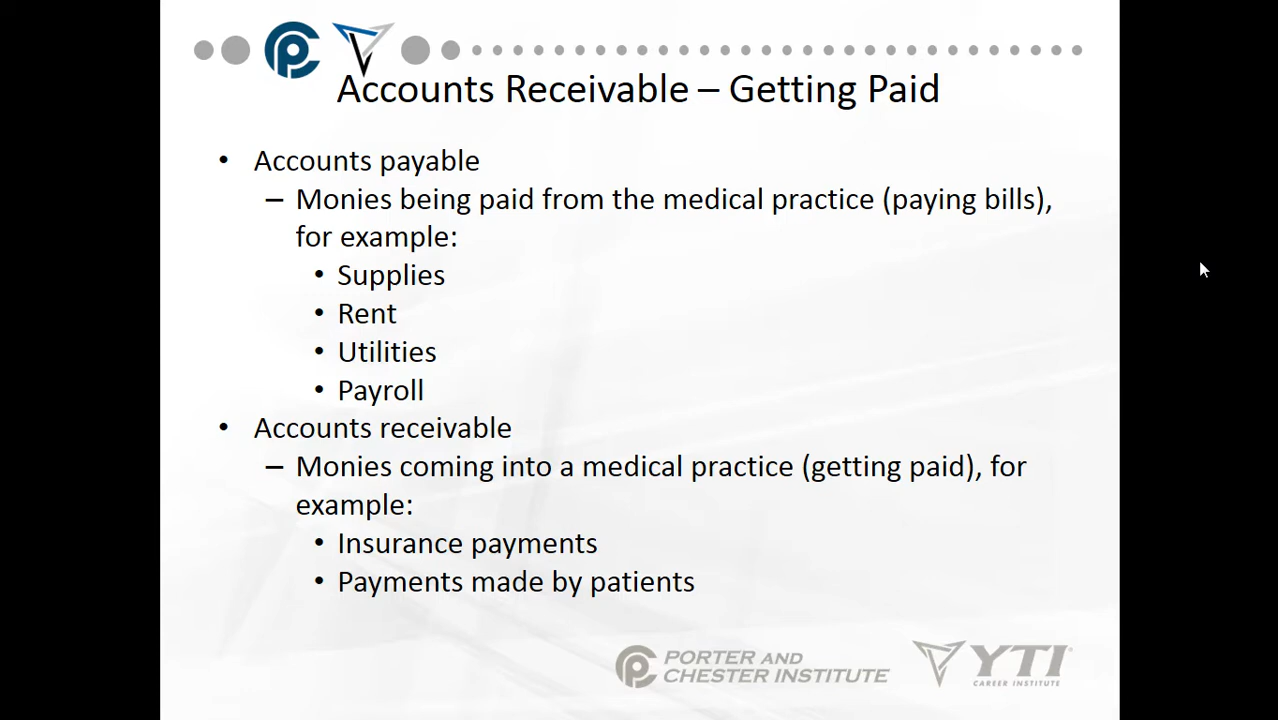 Accounts Receivable – Getting Paid
• Accounts payable
– Monies being paid from the medical practice (paying bills),
for example:
• Supplies
• Rent
• Utilities
• Payroll
• Accounts receivable
– Monies coming into a medical practice (getting paid), for
example:
• Insurance payments
• Payments made by patients
PORTER AND
CHESTER INSTITUTE
YTI®
CAREER INSTITUTE